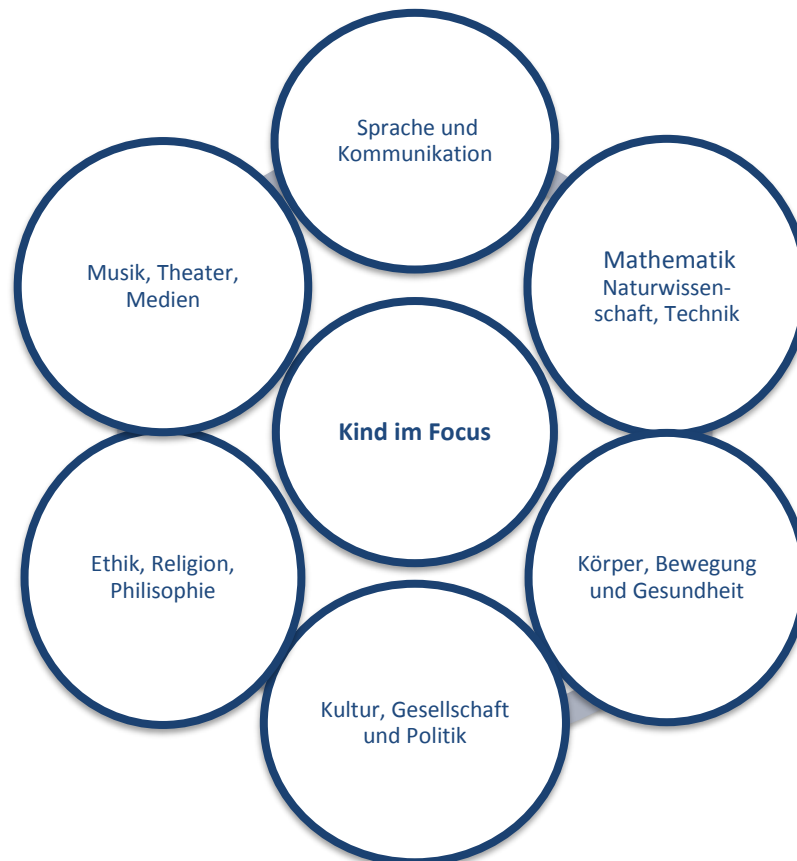 Sprache und
Kommunikation
Musik, Theater,
Medien
Mathematik
Naturwissen-
schaft, Technik
Kind im Focus
Ethik, Religion,
Philisophie
Körper, Bewegung
und Gesundheit
Kultur, Gesellschaft
und Politik